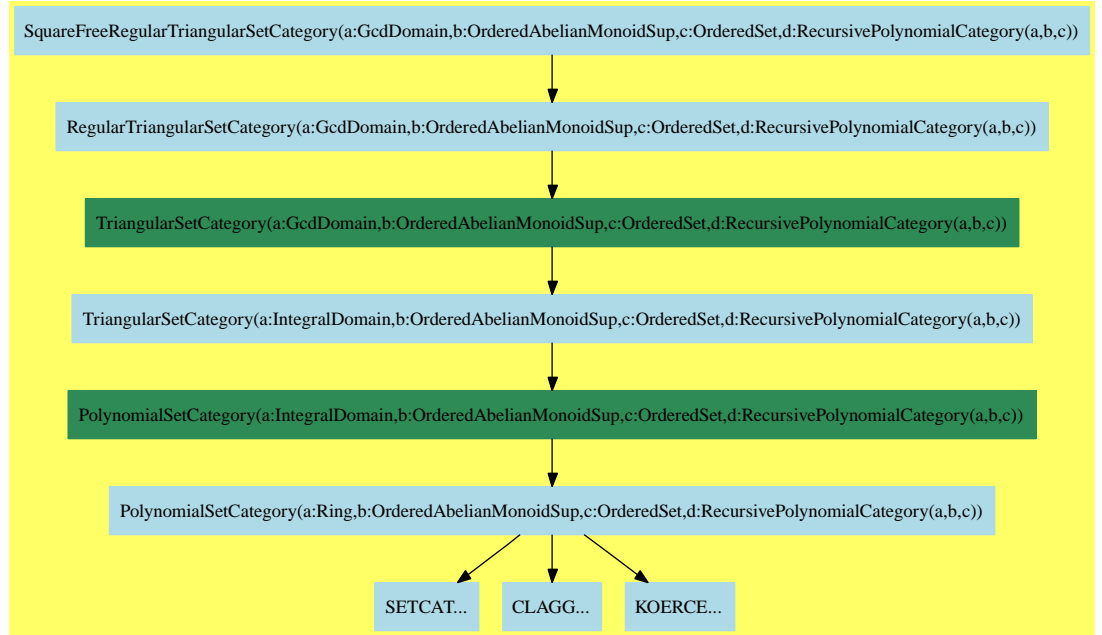 SquareFreeRegularTriangularSetCategory(a:GcdDomain,b:OrderedAbelianMonoidSup,c:OrderedSet,d:RecursivePolynomialCategory(a,b,c))
RegularTriangularSetCategory(a:GcdDomain,b:OrderedAbelianMonoidSup,c:OrderedSet,d:RecursivePolynomialCategory(a,b,c))
TriangularSetCategory(a:GcdDomain,b:OrderedAbelianMonoidSup,c:OrderedSet,d:RecursivePolynomialCategory(a,b,c))
TriangularSetCategory(a:IntegralDomain,b:OrderedAbelianMonoidSup,c:OrderedSet,d:RecursivePolynomialCategory(a,b,c))
PolynomialSetCategory(a:IntegralDomain,b:OrderedAbelianMonoidSup,c:OrderedSet,d:RecursivePolynomialCategory(a,b,c))
PolynomialSetCategory(a:Ring,b:OrderedAbelianMonoidSup,c:OrderedSet,d:RecursivePolynomialCategory(a,b,c))
SETCAT... CLAGG... KOERCE...